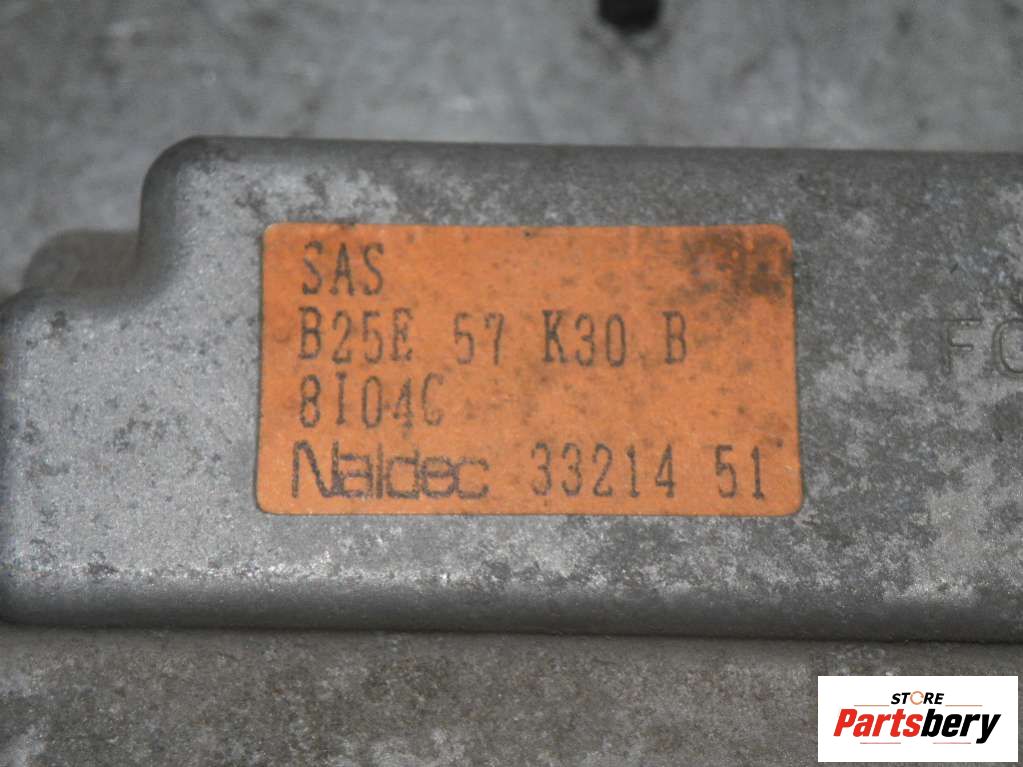 SAS
B25E 57 K30 B
8I04C
Naldec 33214 51
STORE
Partsbery